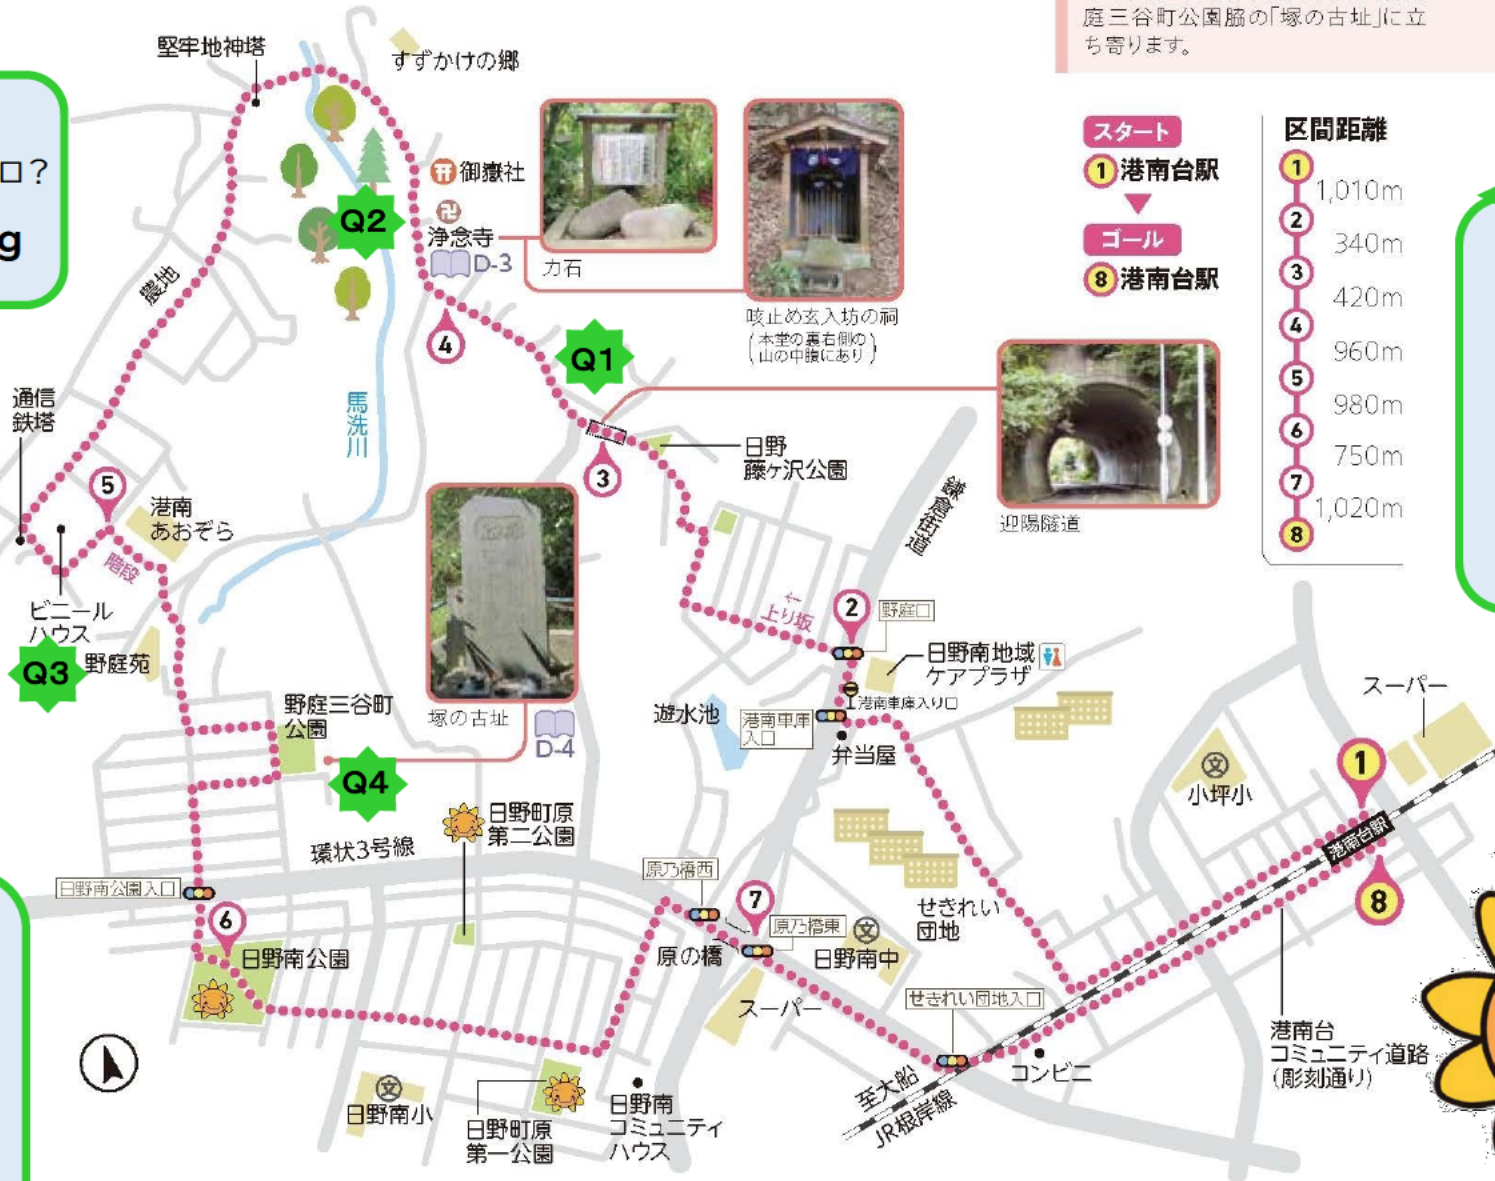 庭三谷町公園脇の「塚の古址」に立
ち寄ります。
ロ？
g
堅牢地神塔
すずかけの郷
御嶽社
浄念寺
D-3
力石
咳止め玄入坊の祠
(本堂の裏右側の
山の中腹にあり)
スタート
1 港南台駅
ゴール
8 港南台駅
区間距離
1
1,010m
2
340m
3
420m
4
960m
5
980m
6
750m
7
1,020m
8
Q2
農地
4
Q1
馬洗川
通信
鉄塔
5
港南
あおぞら
階段
ビニール
ハウス
Q3
野庭苑
3
日野
藤ヶ沢公園
鎌倉街道
迎陽隧道
塚の古址
D-4
野庭三谷町
公園
Q4
←
上り坂
2
野庭口
日野南地域
ケアプラザ
港南車庫入り口
港南車庫
入口
弁当屋
遊水池
スーパー
小坪小
文
1
港南台駅
8
日野町原
第二公園
環状3号線
日野南公園入口
6
日野南公園
原乃橋西
7
原乃橋東
原の橋
文
日野南中
せきれい
団地
スーパー
せきれい団地入口
コンビニ
港南台
コミュニティ道路
(彫刻通り)
至大船
JR根岸線
文
日野南小
日野町原
第一公園
日野南
コミュニティ
ハウス